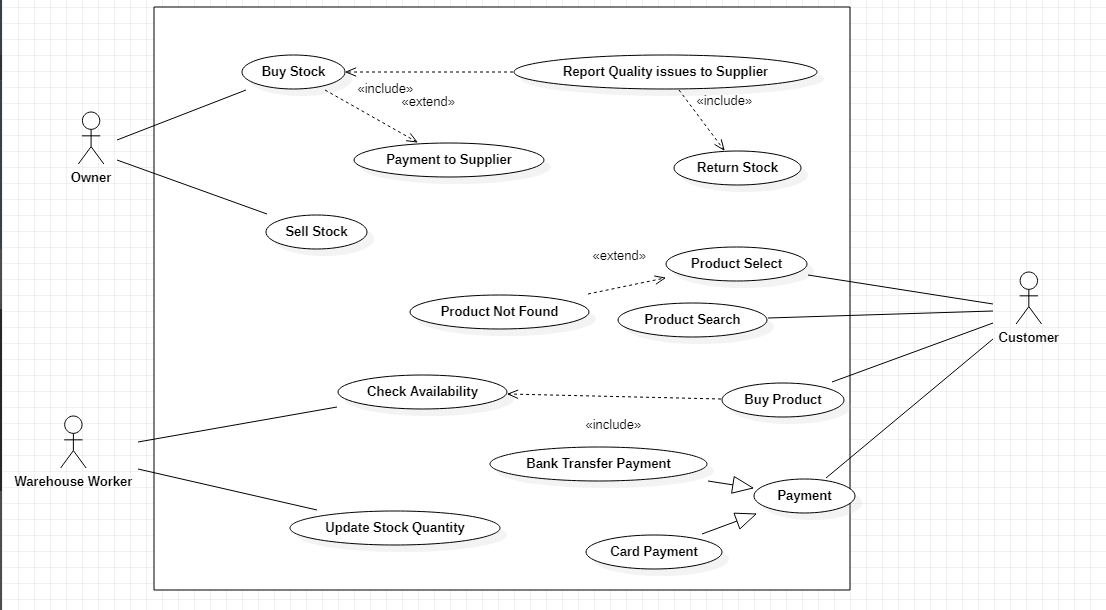 Buy Stock
Report Quality issues to Supplier
«include»
«extend»
«include»
Payment to Supplier
Return Stock
Owner
Sell Stock
«extend»
Product Select
Product Not Found
Product Search
Customer
Check Availability
Buy Product
«include»
Bank Transfer Payment
Warehouse Worker
Payment
Update Stock Quantity
Card Payment